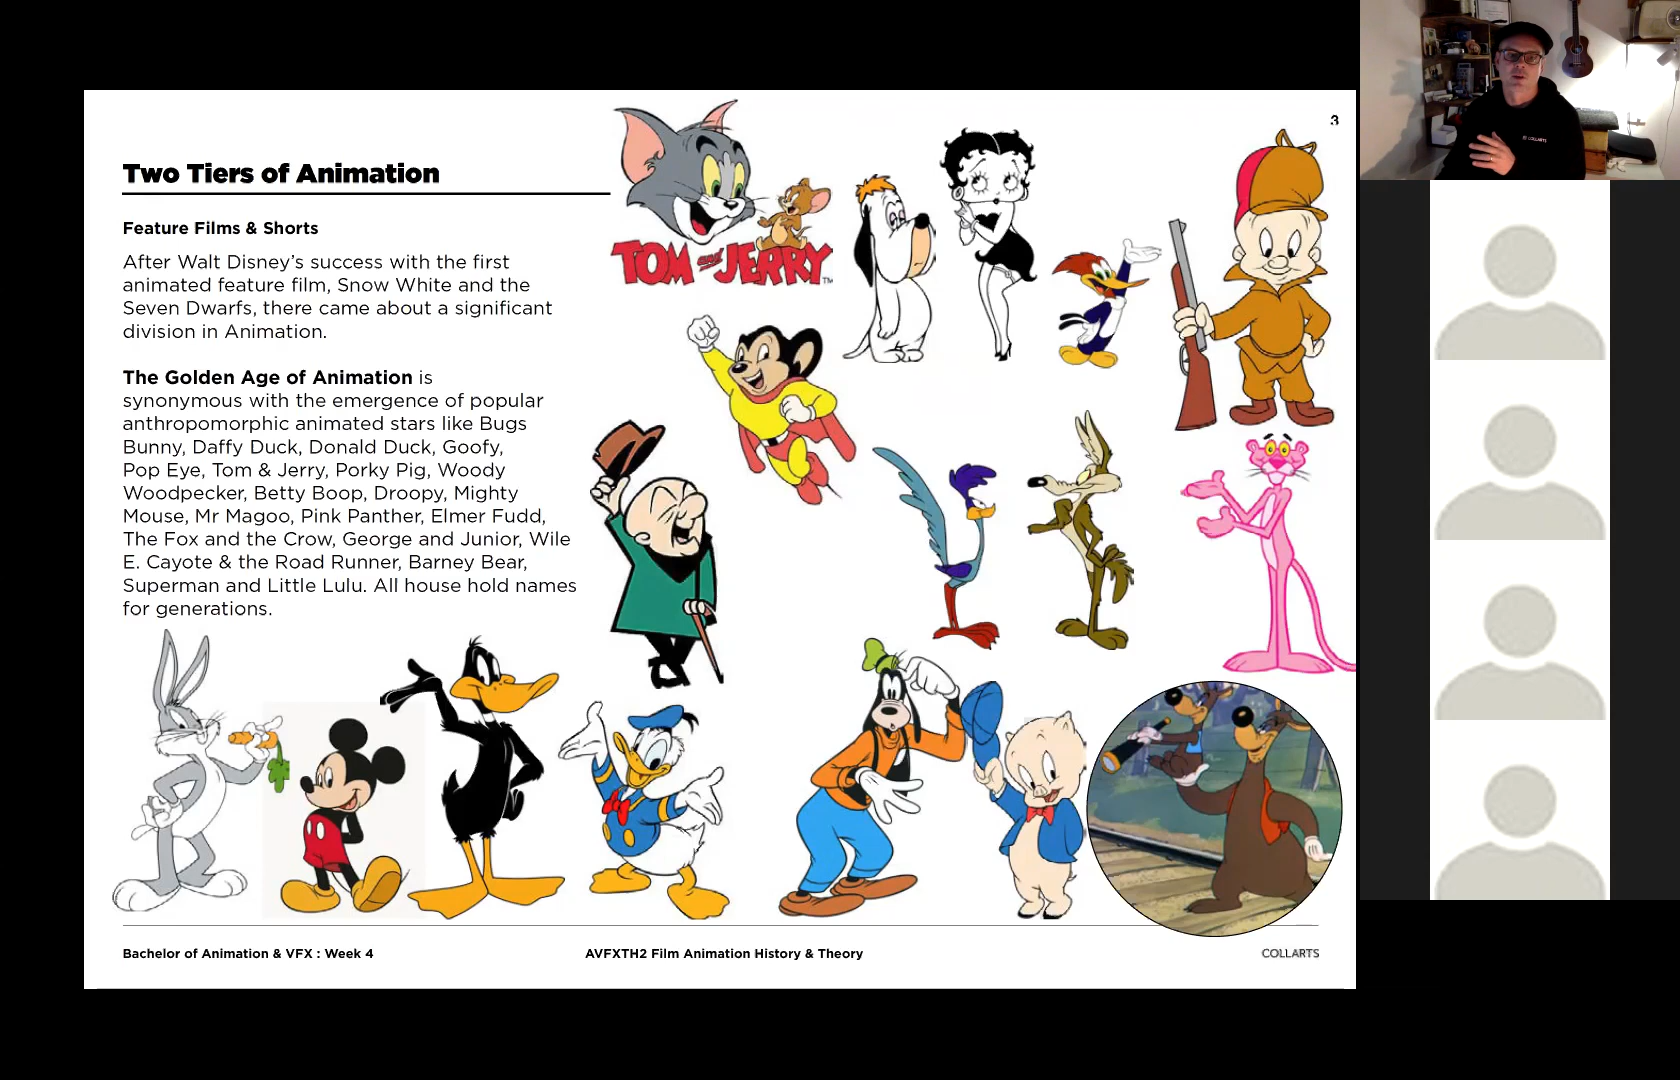 3
Two Tiers of Animation
Feature Films & Shorts
After Walt Disney’s success with the first
animated feature film, Snow White and the
Seven Dwarfs, there came about a significant
division in Animation.
The Golden Age of Animation is
synonymous with the emergence of popular
anthropomorphic animated stars like Bugs
Bunny, Daffy Duck, Donald Duck, Goofy,
Pop Eye, Tom & Jerry, Porky Pig, Woody
Woodpecker, Betty Boop, Droopy, Mighty
Mouse, Mr Magoo, Pink Panther, Elmer Fudd,
The Fox and the Crow, George and Junior, Wile
E. Cayote & the Road Runner, Barney Bear,
Superman and Little Lulu. All house hold names
for generations.
TOM and JERRY™
COLLARTS
Bachelor of Animation & VFX : Week 4
AVFXTH2 Film Animation History & Theory
COLLARTS